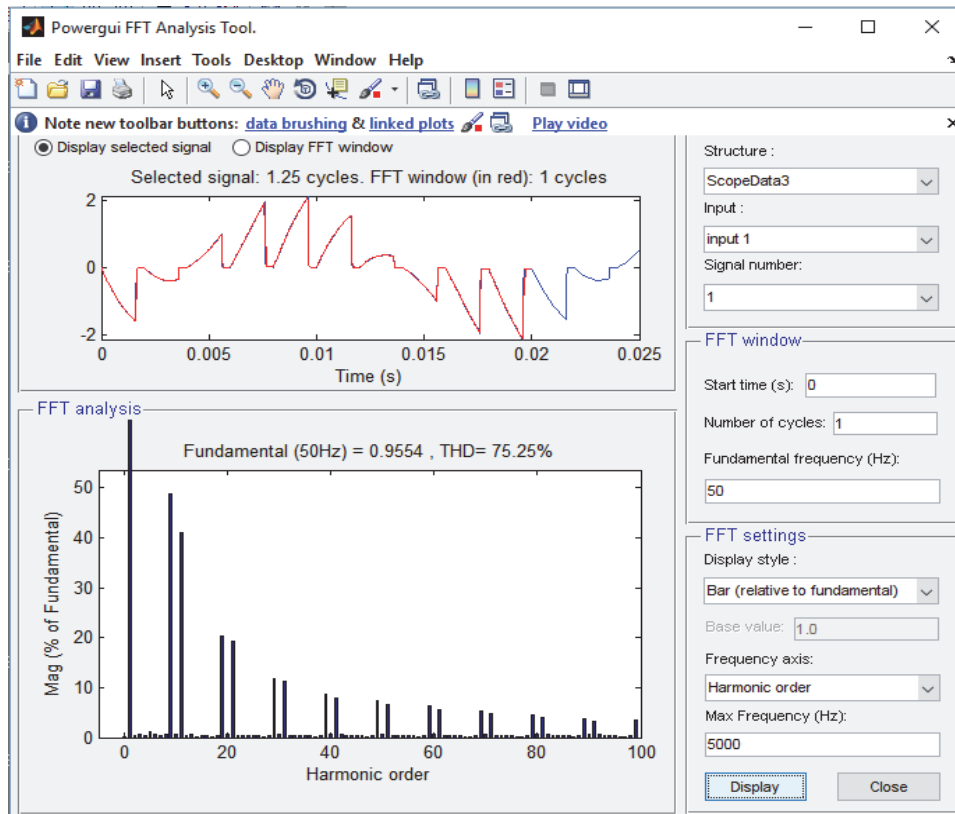 Powergui FFT Analysis Tool.
File Edit View Insert Tools Desktop Window Help
Note new toolbar buttons: data brushing & linked plots Play video
Display selected signal Display FFT window
Selected signal: 1.25 cycles. FFT window (in red): 1 cycles
2
0
-2
0 0.005 0.01 0.015 0.02 0.025
Time (s)
FFT analysis
Fundamental (50Hz) = 0.9554 , THD= 75.25%
Mag (% of Fundamental)
50
40
30
20
10
0
0 20 40 60 80 100
Harmonic order
Structure :
ScopeData3
Input :
input 1
Signal number:
1
FFT window
Start time (s): 0
Number of cycles: 1
Fundamental frequency (Hz):
50
FFT settings
Display style :
Bar (relative to fundamental)
Base value: 1.0
Frequency axis:
Harmonic order
Max Frequency (Hz):
5000
Display Close